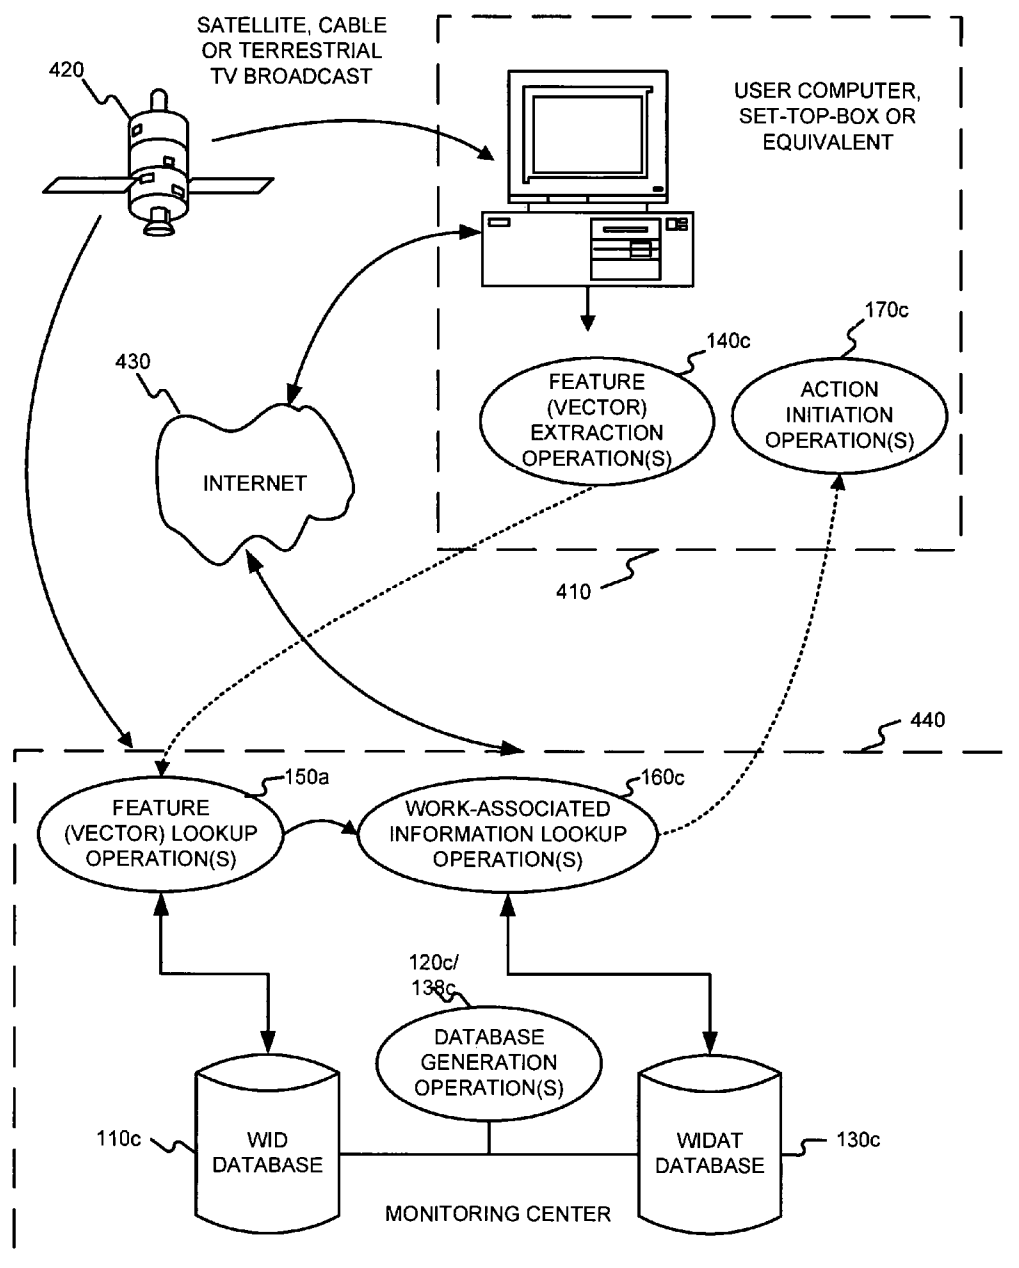 SATELLITE, CABLE
OR TERRESTRIAL
TV BROADCAST
420
USER COMPUTER,
SET-TOP-BOX OR
EQUIVALENT
170c
140c
430
FEATURE
(VECTOR)
EXTRACTION
OPERATION(S)
ACTION
INITIATION
OPERATION(S)
INTERNET
410
440
150a
160c
FEATURE
(VECTOR) LOOKUP
OPERATION(S)
WORK-ASSOCIATED
INFORMATION LOOKUP
OPERATION(S)
120c/
138c
DATABASE
GENERATION
OPERATION(S)
110c
WID
DATABASE
WIDAT
DATABASE
130c
MONITORING CENTER